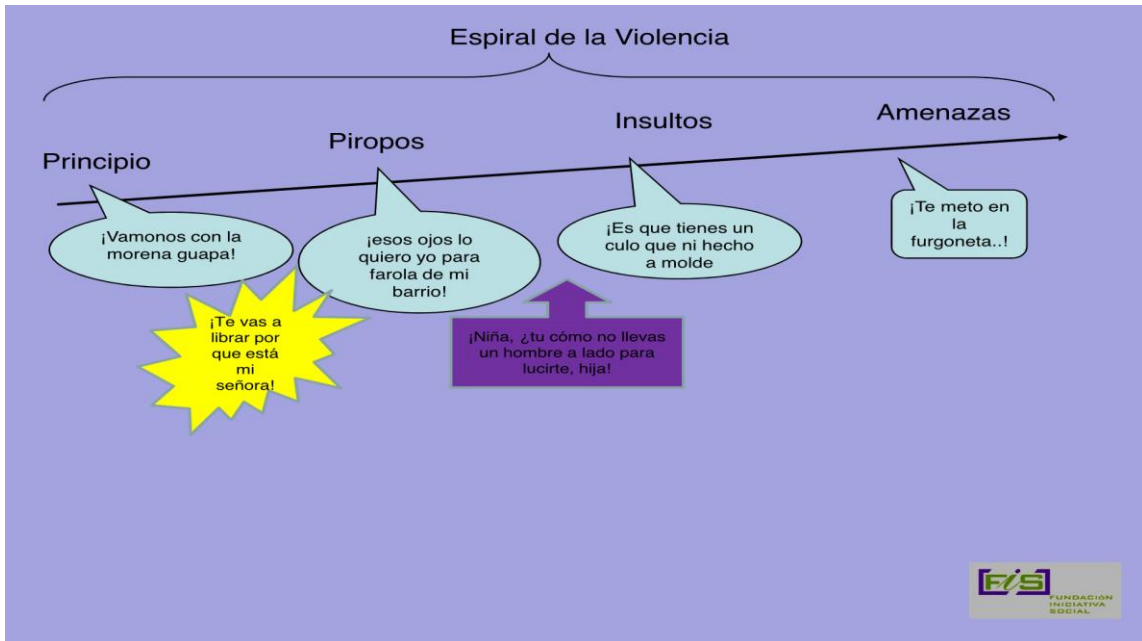 Espiral de la Violencia
Principio
Piropos
Insultos
Amenazas
¡Vamonos con la
morena guapa!
¡esos ojos lo
quiero yo para
farola de mi
barrio!
¡Es que tienes un
culo que ni hecho
a molde
¡Te meto en
la
furgoneta..!
¡Te vas a
librar por
que está
mi
señora!
¡Niña, ¿tu cómo no llevas
un hombre a lado para
lucirte, hija!
FiS
FUNDACIÓN
INICIATIVA
SOCIAL